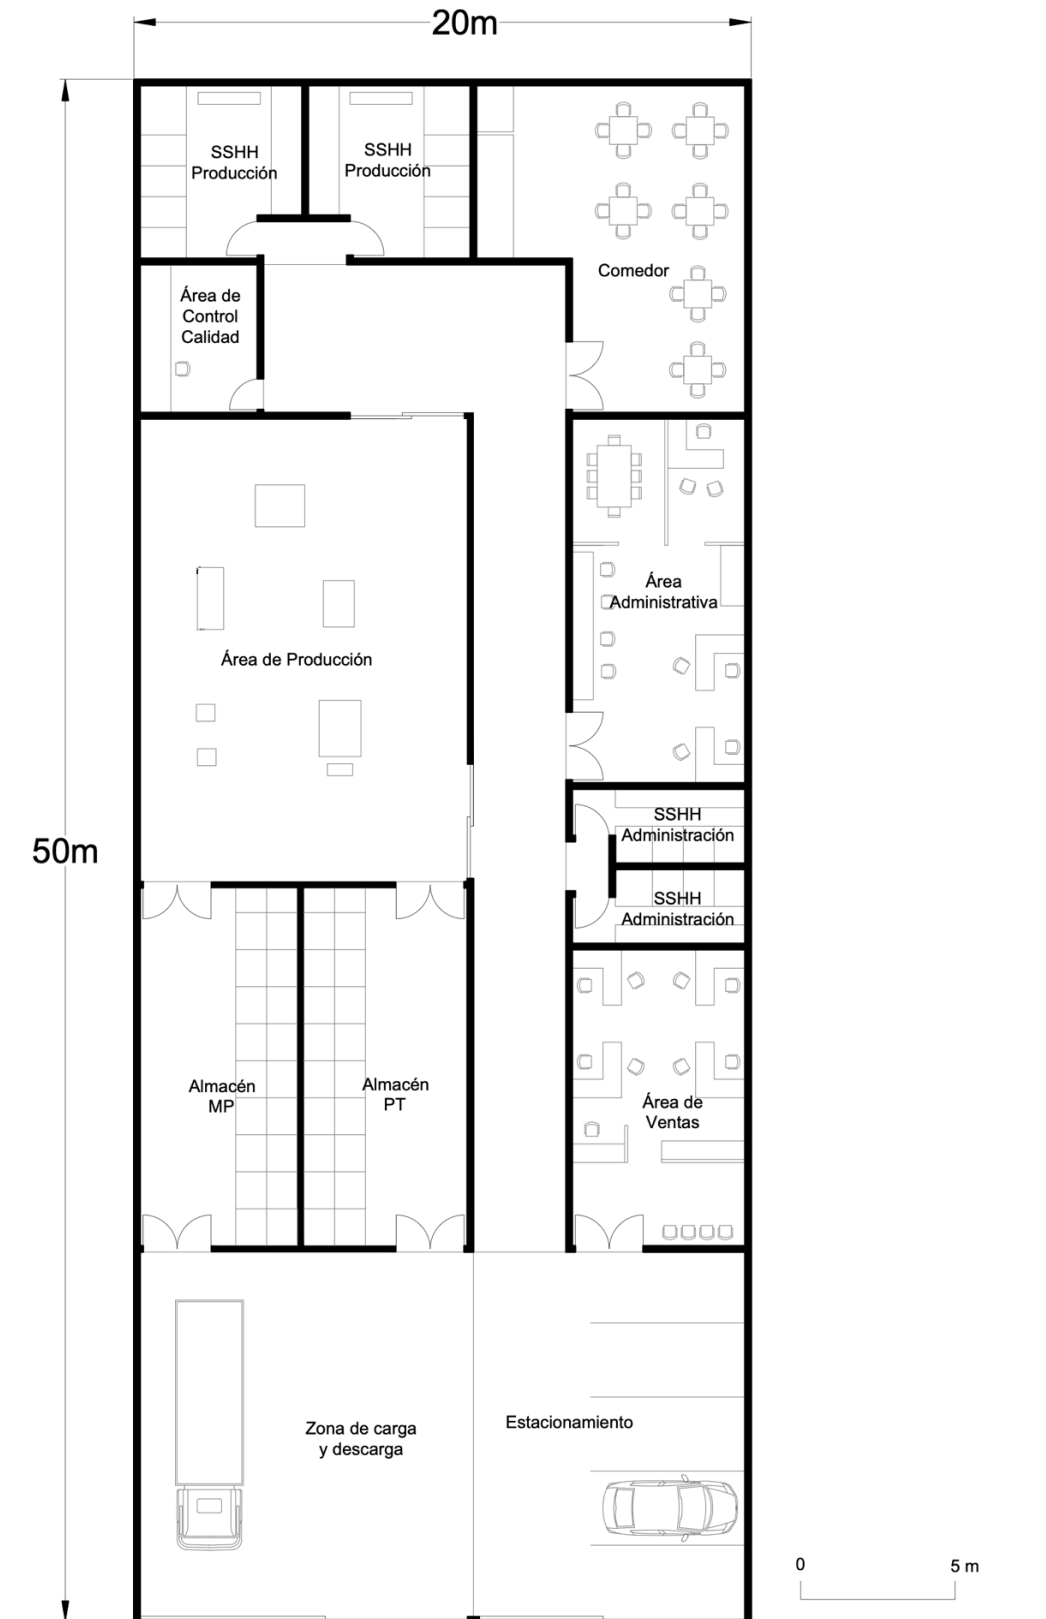 20m
SSHH
Producción
SSHH
Producción
Comedor
Área de
Control
Calidad
Área
Administrativa
Área de Producción
50m
SSHH
Administración
SSHH
Administración
Almacén
MP
Almacén
PT
Área de
Ventas
Zona de carga
y descarga
Estacionamiento
0
5 m